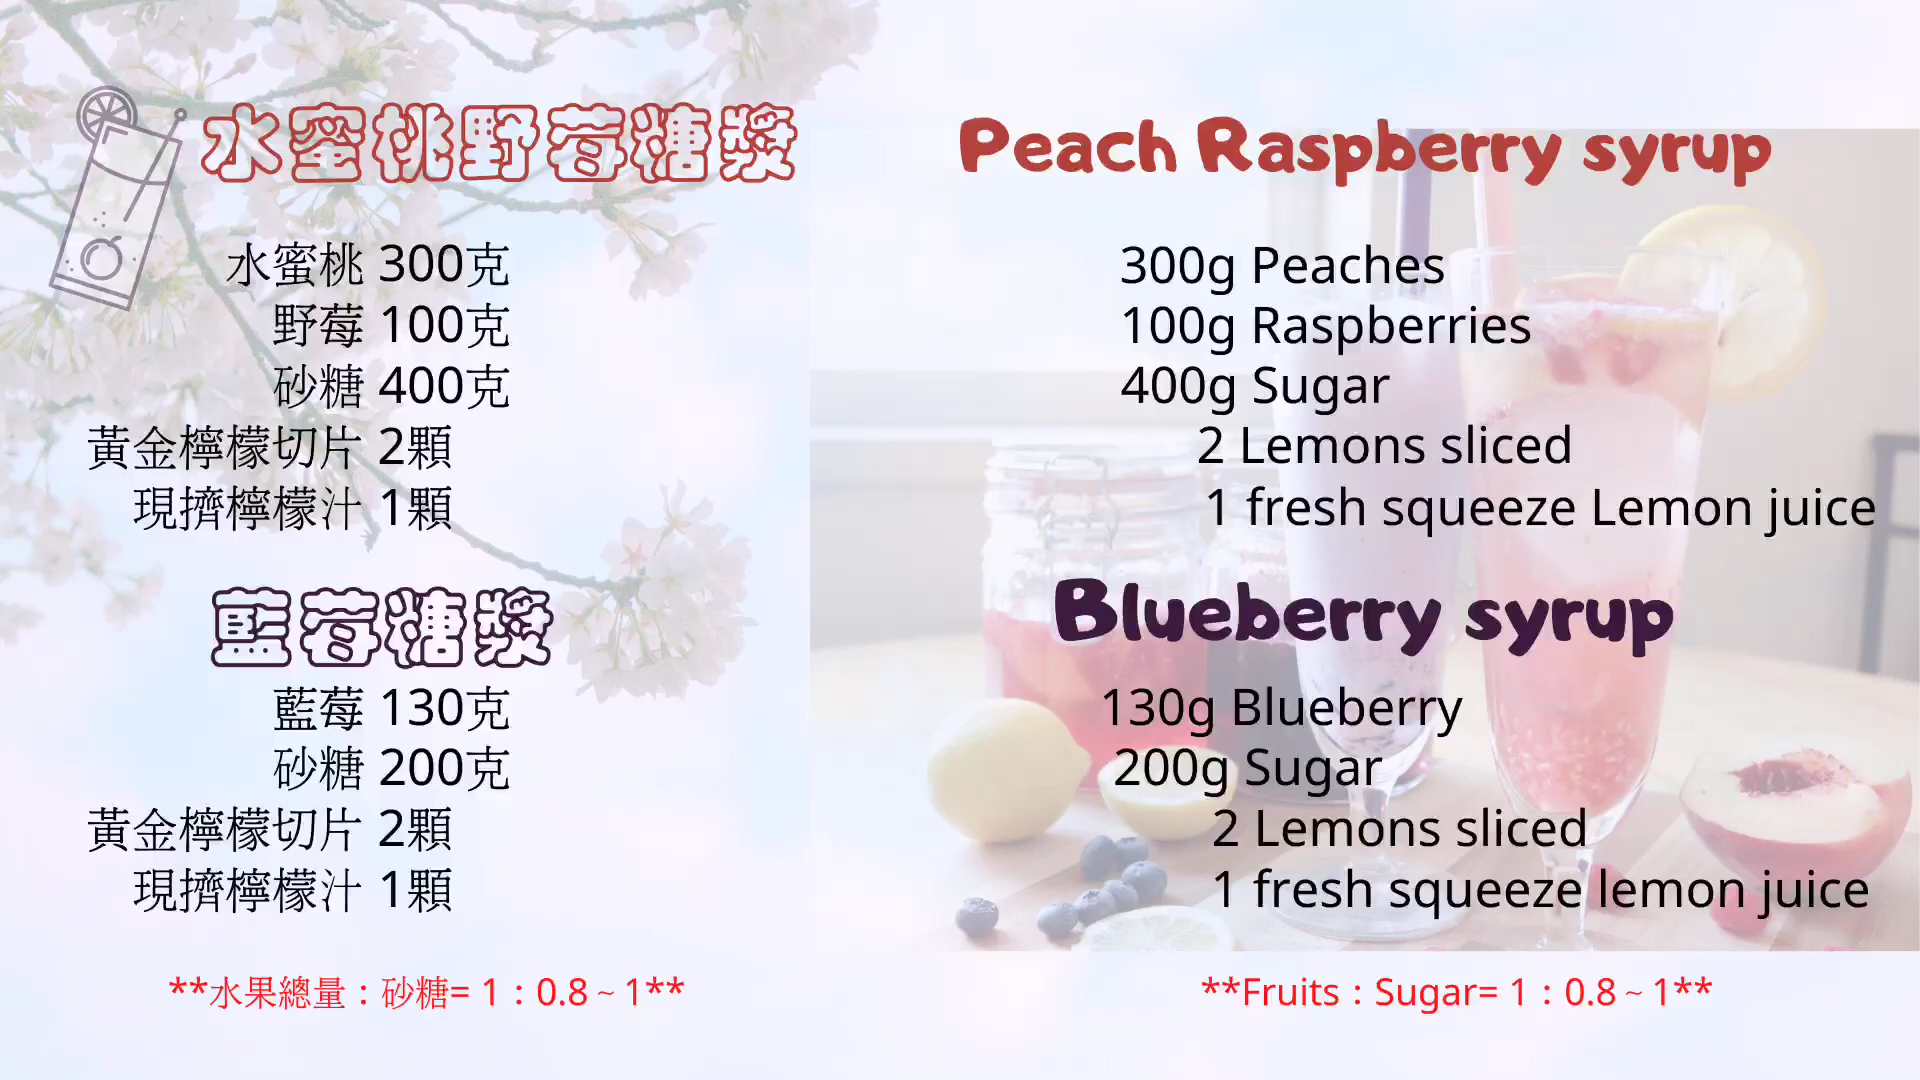 水蜜桃野莓糖漿
水蜜桃 300克
野莓 100克
砂糖 400克
黃金檸檬切片 2顆
現擠檸檬汁 1顆
藍莓糖漿
藍莓 130克
砂糖 200克
黃金檸檬切片 2顆
現擠檸檬汁 1顆
**水果總量：砂糖= 1：0.8 ~ 1**
Peach Raspberry syrup
300g Peaches
100g Raspberries
400g Sugar
2 Lemons sliced
1 fresh squeeze Lemon juice
Blueberry syrup
130g Blueberry
200g Sugar
2 Lemons sliced
1 fresh squeeze lemon juice
**Fruits：Sugar= 1：0.8 ~ 1**